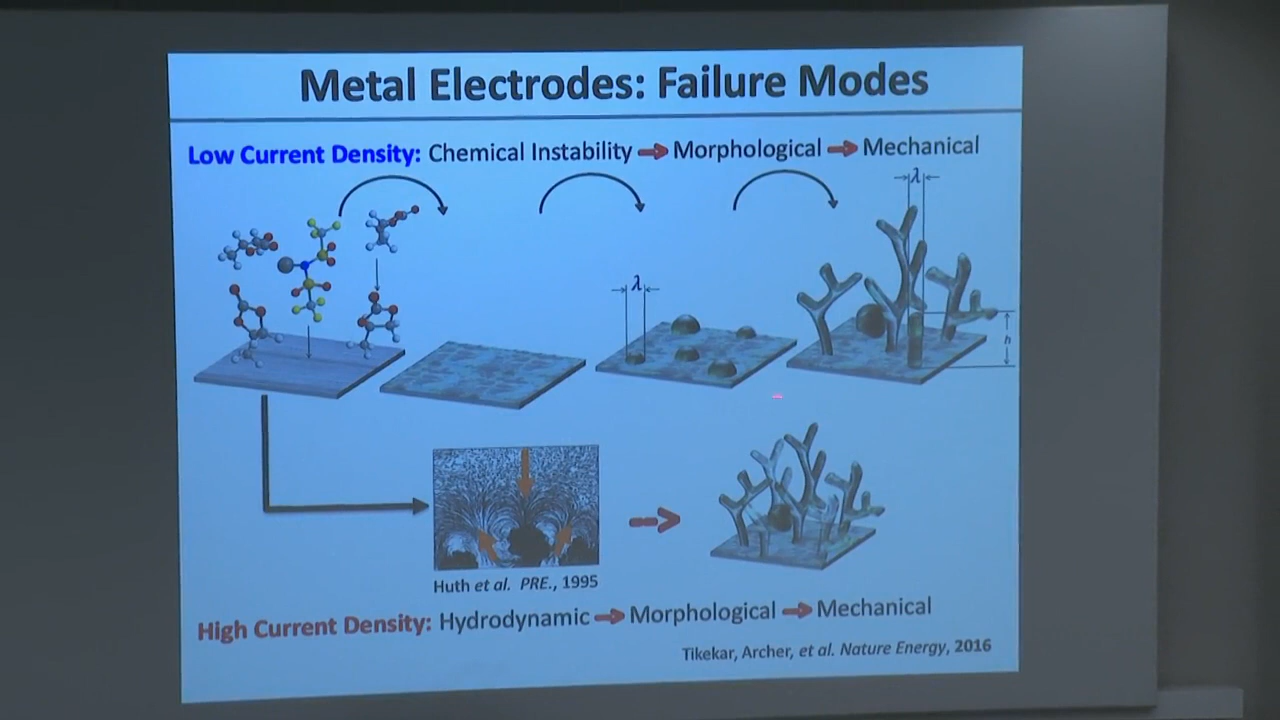 Metal Electrodes: Failure Modes
Low Current Density: Chemical Instability → Morphological → Mechanical
λ
λ
h
Huth et al. PRE., 1995
High Current Density: Hydrodynamic → Morphological → Mechanical
Tikekar, Archer, et al. Nature Energy, 2016